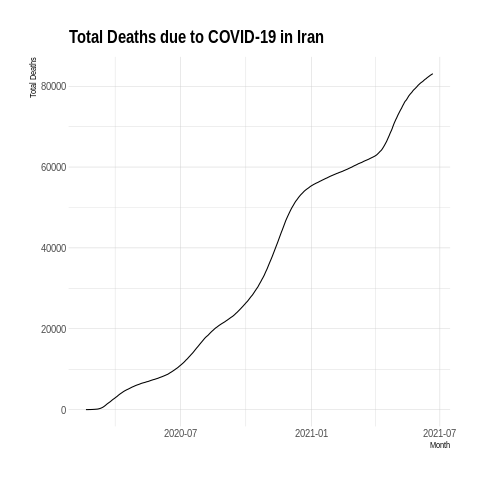 Total Deaths due to COVID-19 in Iran
Total Deaths
80000
60000
40000
20000
0
2020-07
2021-01
2021-07
Month